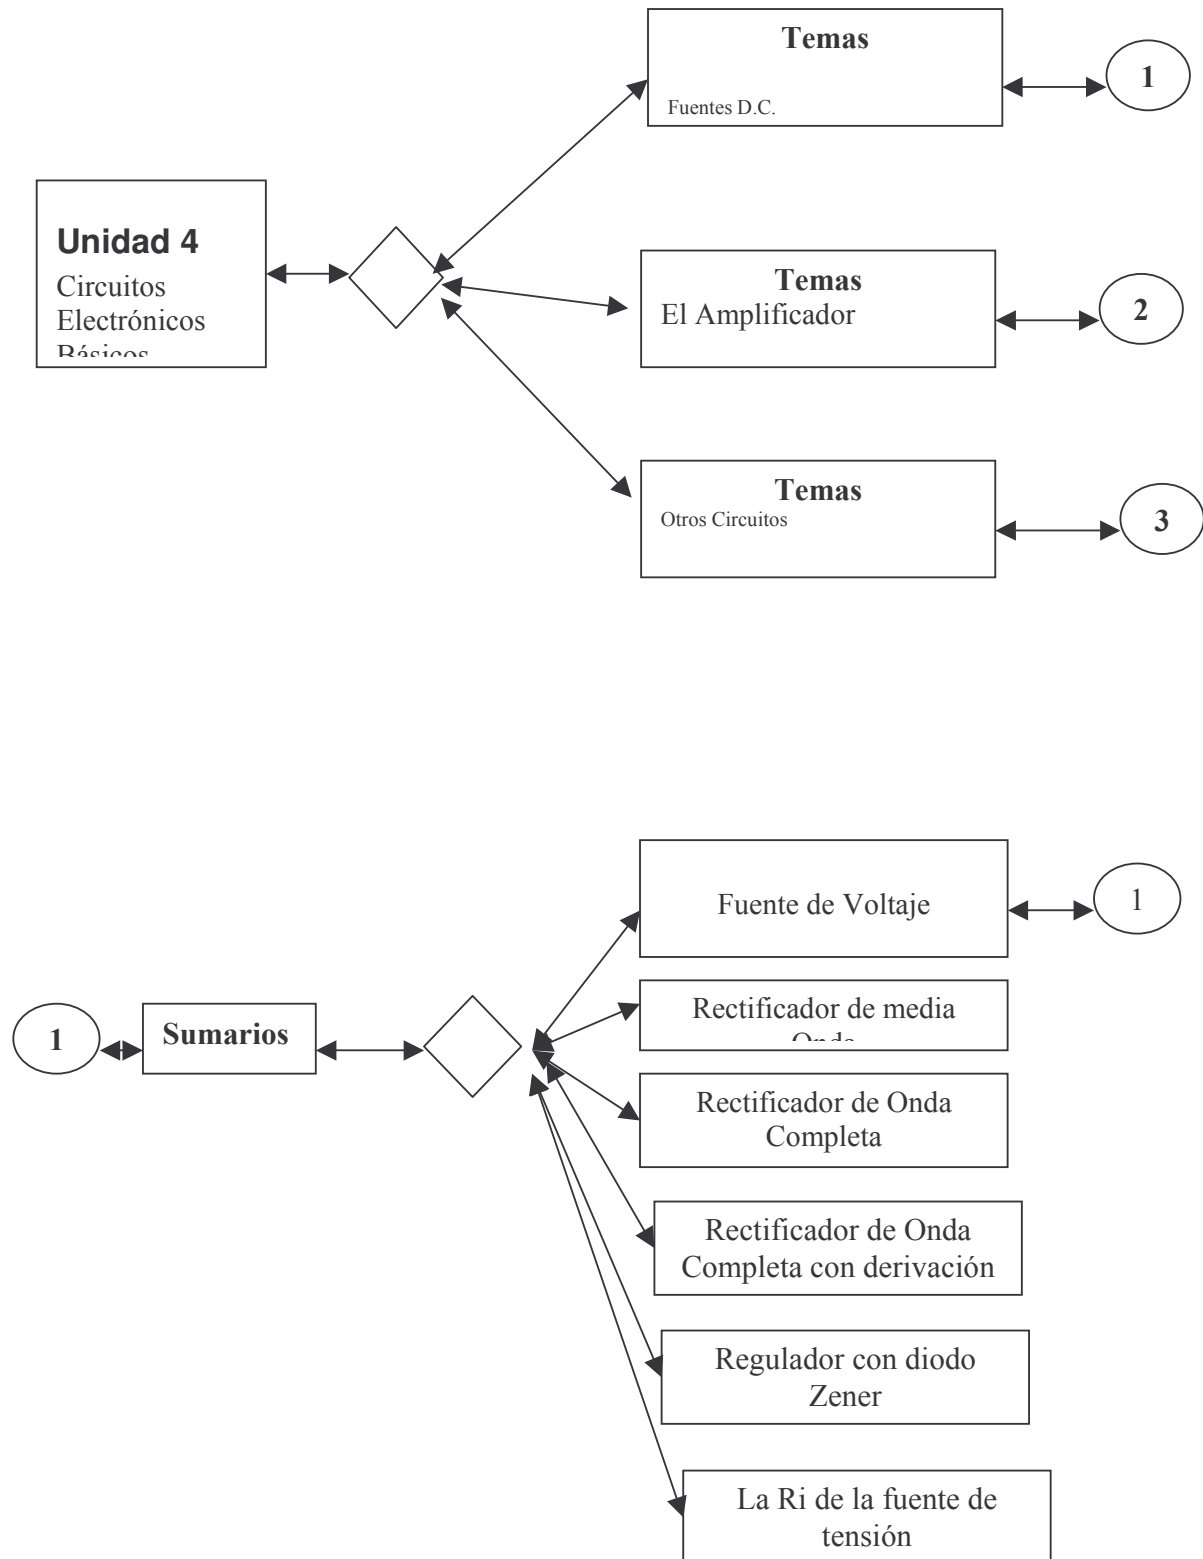 Temas
Fuentes D.C.
1
Unidad 4
Circuitos
Electrónicos
Básicos
Temas
El Amplificador
2
Temas
Otros Circuitos
3
Fuente de Voltaje
1
Rectificador de media
Onda
1
Sumarios
Rectificador de Onda
Completa
Rectificador de Onda
Completa con derivación
Regulador con diodo
Zener
La Ri de la fuente de
tensión